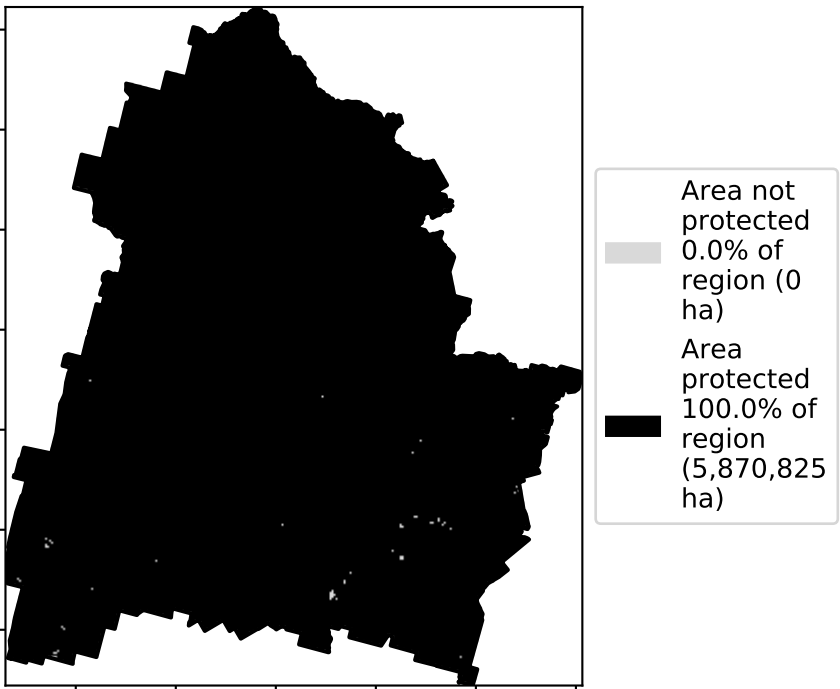 Area not
protected
0.0% of
region (0
ha)
Area
protected
100.0% of
region
(5,870,825
ha)